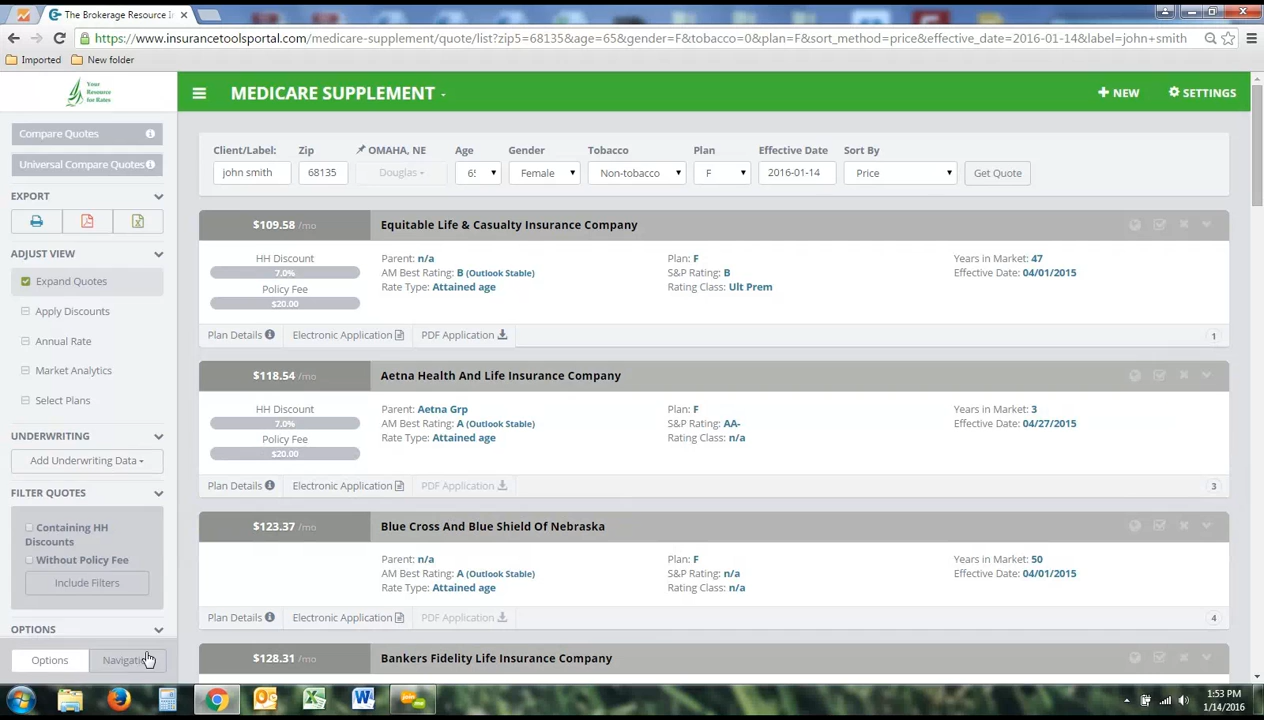 The Brokerage Resource I
https://www.insurancetoolsportal.com/medicare-supplement/quote/list?zip5=68135&age=65&gender=F&tobacco=0&plan=F&sort_method=price&effective_date=2016-01-14&label=john+smith
Imported New folder
Your
Resource
for Rates
MEDICARE SUPPLEMENT
NEW SETTINGS
Compare Quotes
Universal Compare Quotes
EXPORT
ADJUST VIEW
Expand Quotes
Apply Discounts
Annual Rate
Market Analytics
Select Plans
UNDERWRITING
Add Underwriting Data
FILTER QUOTES
Containing HH
Discounts
Without Policy Fee
Include Filters
OPTIONS
Options
Client/Label: Zip OMAHA, NE Age Gender Tobacco Plan Effective Date Sort By
john smith 68135 Douglas Female Non-tobacco F 2016-01-14 Price Get Quote
$109.58 /mo Equitable Life & Casualty Insurance Company
HH Discount Parent: n/a Plan: F Years in Market: 47
7.0% AM Best Rating: B (Outlook Stable) S&P Rating: B Effective Date: 04/01/2015
Policy Fee Rate Type: Attained age Rating Class: Ult Prem
$20.00
Plan Details Electronic Application PDF Application 1
$118.54 /mo Aetna Health And Life Insurance Company
HH Discount Parent: Aetna Grp Plan: F Years in Market: 3
7.0% AM Best Rating: A (Outlook Stable) S&P Rating: AA- Effective Date: 04/27/2015
Policy Fee Rate Type: Attained age Rating Class: n/a
$20.00
Plan Details Electronic Application PDF Application 3
$123.37 /mo Blue Cross And Blue Shield Of Nebraska
Parent: n/a Plan: F Years in Market: 50
AM Best Rating: A (Outlook Stable) S&P Rating: n/a Effective Date: 04/01/2015
Rate Type: Attained age Rating Class: n/a
Plan Details Electronic Application PDF Application 4
$128.31 /mo Bankers Fidelity Life Insurance Company
1:53 PM
1/14/2016